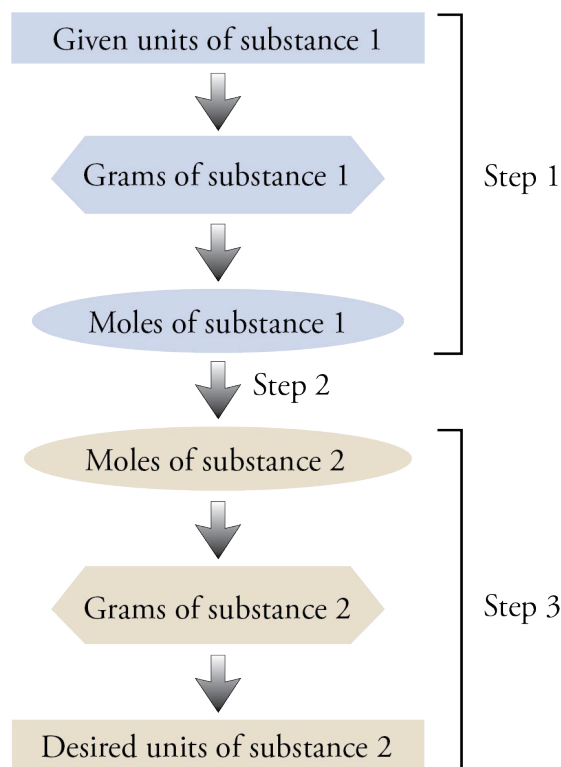 Given units of substance 1
Grams of substance 1
Step 1
Moles of substance 1
Step 2
Moles of substance 2
Grams of substance 2
Step 3
Desired units of substance 2